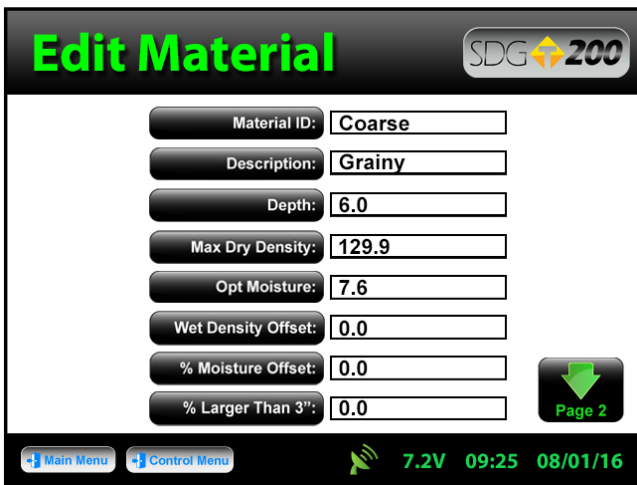 Edit Material
SDG T 200
Material ID: Coarse
Description: Grainy
Depth: 6.0
Max Dry Density: 129.9
Opt Moisture: 7.6
Wet Density Offset: 0.0
% Moisture Offset: 0.0
% Larger Than 3”: 0.0
Page 2
Main Menu Control Menu 7.2V 09:25 08/01/16